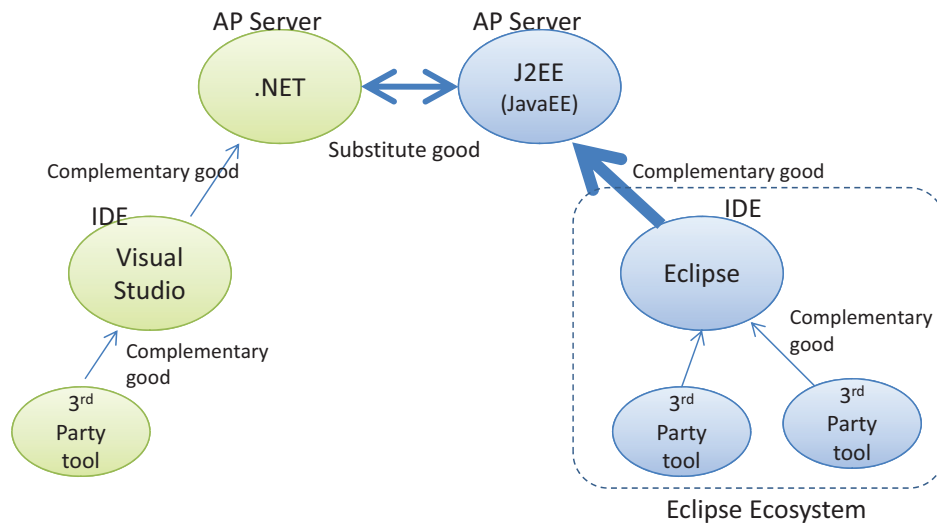 AP Server
AP Server
.NET
J2EE
(JavaEE)
Substitute good
Complementary good
Complementary good
IDE
IDE
Visual
Studio
Eclipse
Complementary
good
Complementary
good
3rd
Party
tool
3rd
Party
tool
3rd
Party
tool
Eclipse Ecosystem